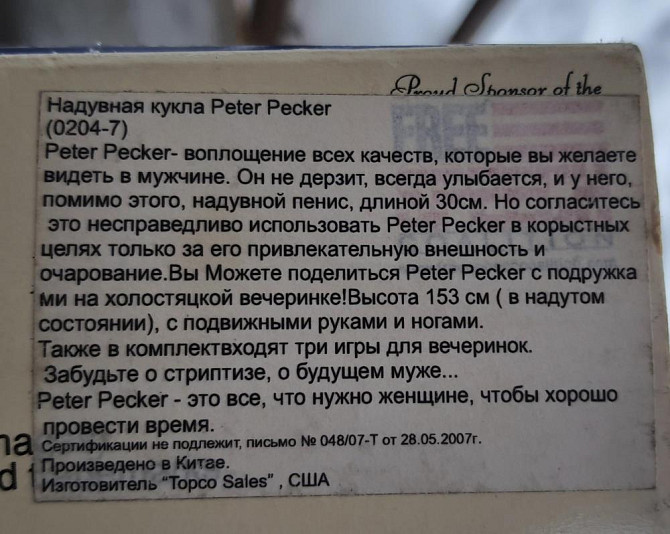 Proud Sponsor of the
Надувная кукла Peter Pecker
(0204-7)
Peter Pecker- воплощение всех качеств, которые вы желаете
видеть в мужчине. Он не дерзит, всегда улыбается, и у него,
помимо этого, надувной пенис, длиной 30см. Но согласитесь
это несправедливо использовать Peter Pecker в корыстных
целях только за его привлекательную внешность и
очарование.Вы Можете поделиться Peter Pecker с подружка
ми на холостяцкой вечеринке!Высота 153 см ( в надутом
состоянии), с подвижными руками и ногами.
Также в комплектвходят три игры для вечеринок.
Забудьте о стриптизе, о будущем муже...
Peter Pecker - это все, что нужно женщине, чтобы хорошо
провести время.
Сертификации не подлежит, письмо № 048/07-Т от 28.05.2007г.
Произведено в Китае.
Изготовитель "Topco Sales" , США